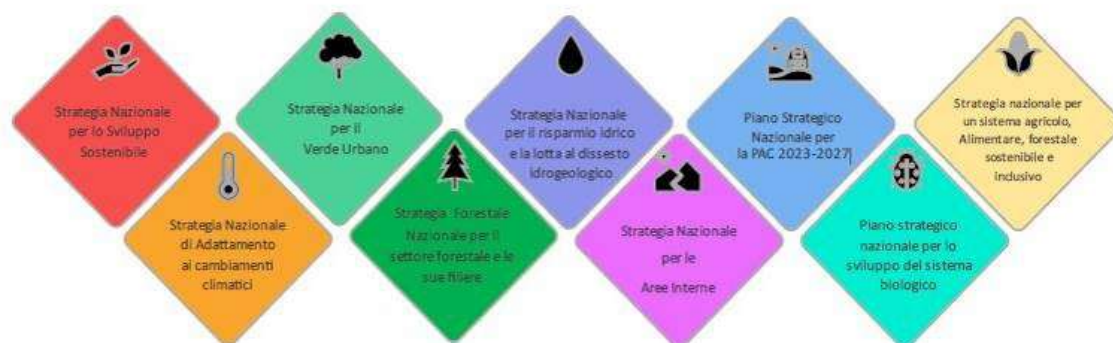 Strategia Nazionale
per lo Sviluppo
Sostenibile
Strategia Nazionale
di Adattamento
ai cambiamenti
climatici
Strategia Nazionale
per il
Verde Urbano
Strategia Forestale
Nazionale per il
settore forestale e le
sue filiere
Strategia Nazionale
per il risparmio idrico
e la lotta al dissesto
idrogeologico
Strategia Nazionale
per le
Aree Interne
Piano Strategico
Nazionale per
la PAC 2023-2027
Piano strategico
nazionale per lo
sviluppo del sistema
biologico
Strategia nazionale per
un sistema agricolo,
Alimentare, forestale
sostenibile e
inclusivo